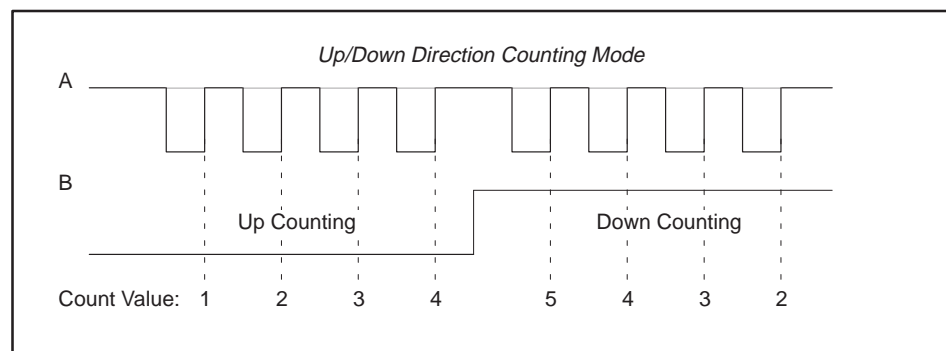 Up/Down Direction Counting Mode
A
B
Up Counting Down Counting
Count Value: 1 2 3 4 5 4 3 2